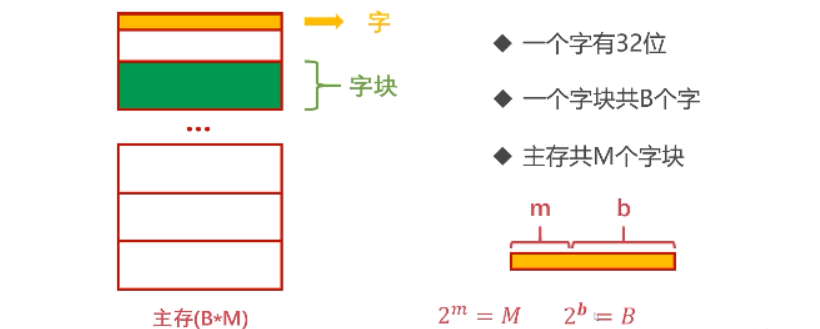 字
字块
...
主存(B*M)
◆ 一个字有32位
◆ 一个字块共B个字
◆ 主存共M个字块
m b
2^m = M 2^b = B